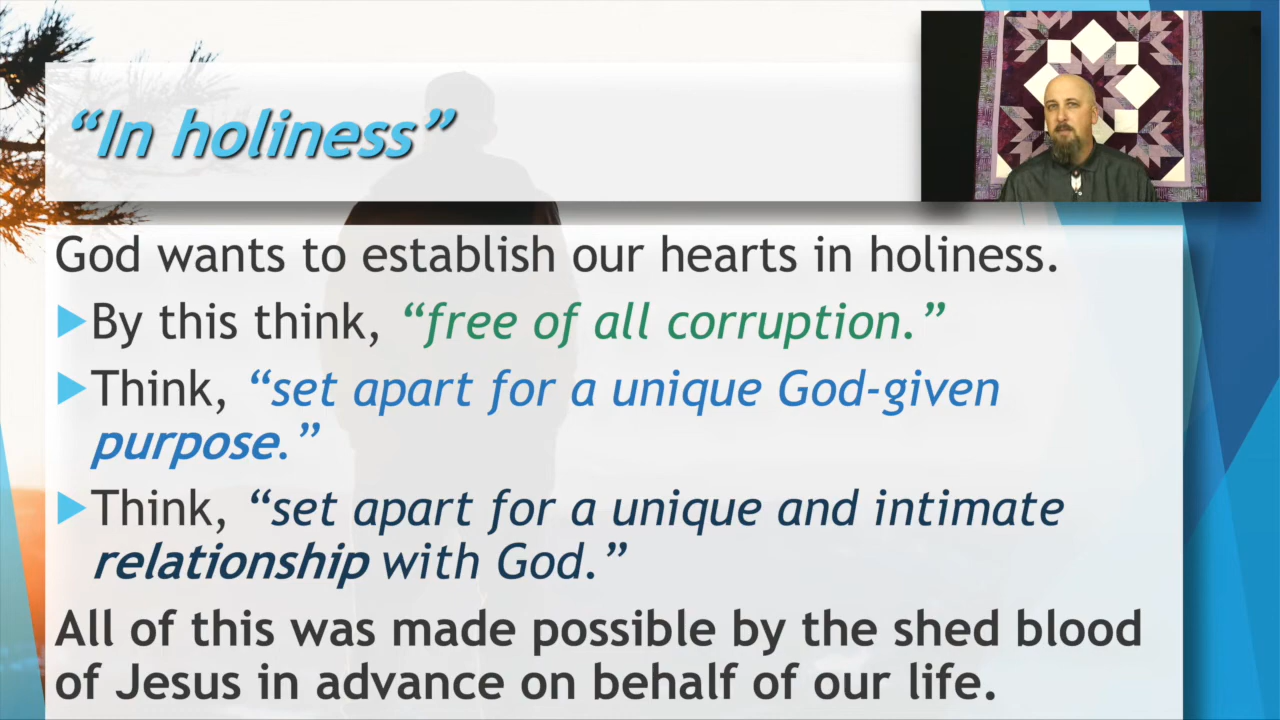 “In holiness”
God wants to establish our hearts in holiness.
By this think, “free of all corruption.”
Think, “set apart for a unique God-given
purpose.”
Think, “set apart for a unique and intimate
relationship with God.”
All of this was made possible by the shed blood
of Jesus in advance on behalf of our life.